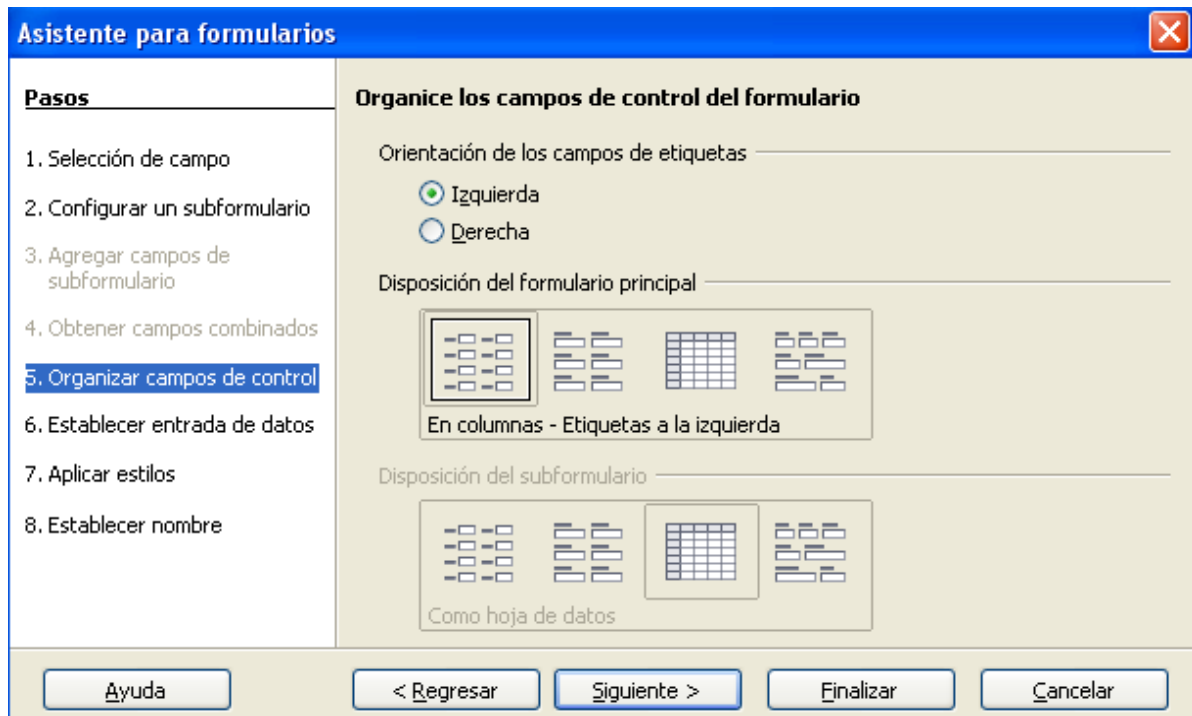 Asistente para formularios
Pasos
1. Selección de campo
2. Configurar un subformulario
3. Agregar campos de
subformulario
4. Obtener campos combinados
5. Organizar campos de control
6. Establecer entrada de datos
7. Aplicar estilos
8. Establecer nombre
Organice los campos de control del formulario
Orientación de los campos de etiquetas
Izquierda
Derecha
Disposición del formulario principal
En columnas - Etiquetas a la izquierda
Disposición del subformulario
Como hoja de datos
Ayuda
< Regresar
Siguiente >
Finalizar
Cancelar